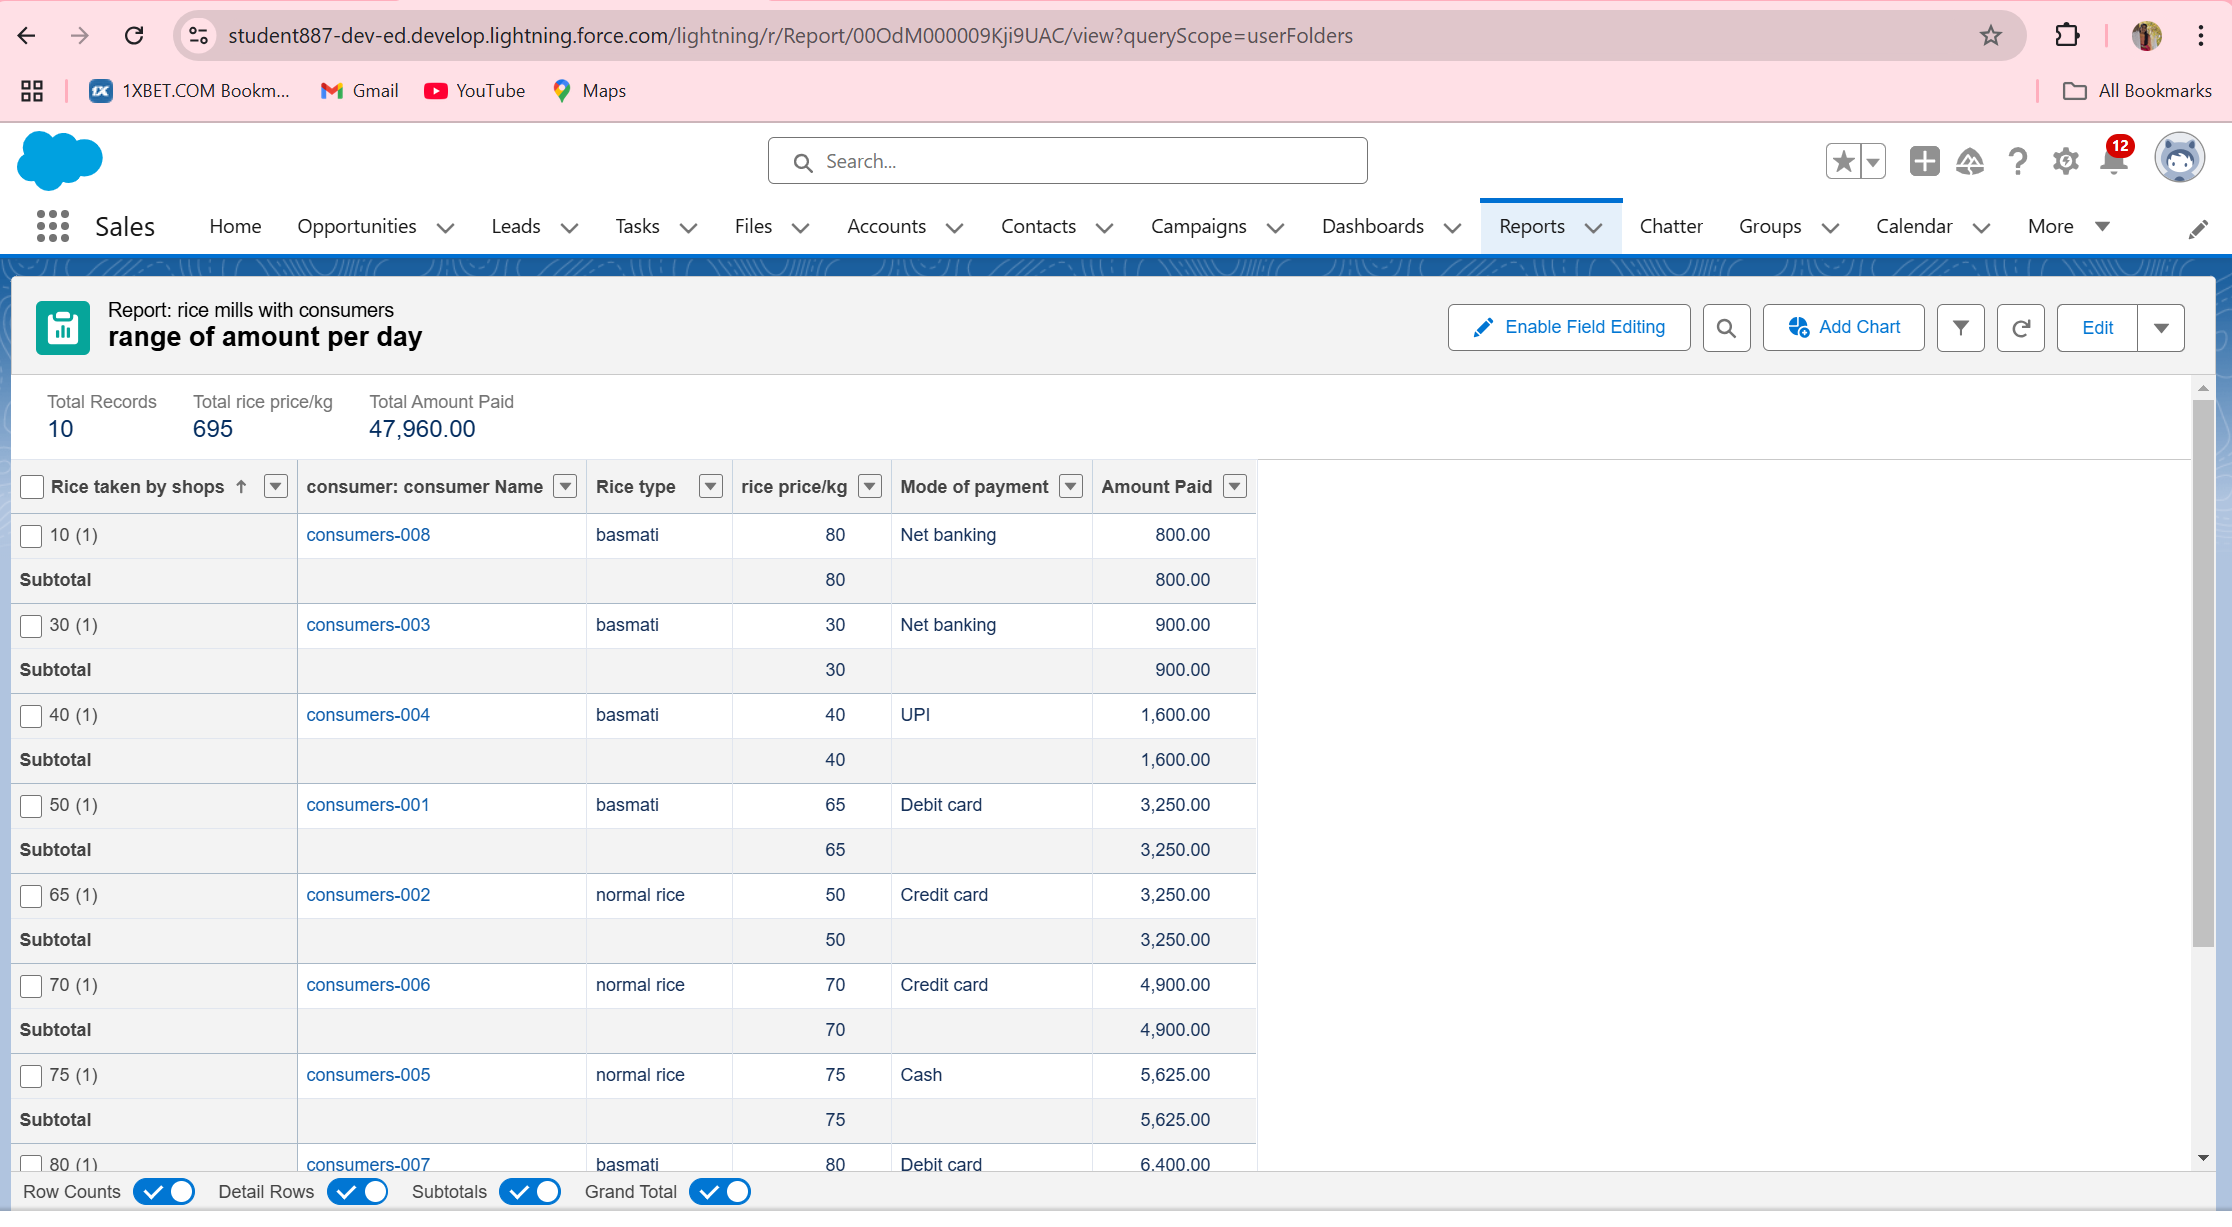 student887-dev-ed.develop.lightning.force.com/lightning/r/Report/00OdM000009Kji9UAC/view?queryScope=userFolders
1XBET.COM Bookm... Gmail YouTube Maps All Bookmarks
Search...
12
Sales Home Opportunities Leads Tasks Files Accounts Contacts Campaigns Dashboards Reports Chatter Groups Calendar More
Report: rice mills with consumers
range of amount per day
Enable Field Editing Add Chart Edit
Total Records Total rice price/kg Total Amount Paid
10 695 47,960.00
Rice taken by shops ↑ consumer: consumer Name Rice type rice price/kg Mode of payment Amount Paid
10 (1) consumers-008 basmati 80 Net banking 800.00
Subtotal 80 800.00
30 (1) consumers-003 basmati 30 Net banking 900.00
Subtotal 30 900.00
40 (1) consumers-004 basmati 40 UPI 1,600.00
Subtotal 40 1,600.00
50 (1) consumers-001 basmati 65 Debit card 3,250.00
Subtotal 65 3,250.00
65 (1) consumers-002 normal rice 50 Credit card 3,250.00
Subtotal 50 3,250.00
70 (1) consumers-006 normal rice 70 Credit card 4,900.00
Subtotal 70 4,900.00
75 (1) consumers-005 normal rice 75 Cash 5,625.00
Subtotal 75 5,625.00
80 (1) consumers-007 basmati 80 Debit card 6,400.00
Row Counts Detail Rows Subtotals Grand Total